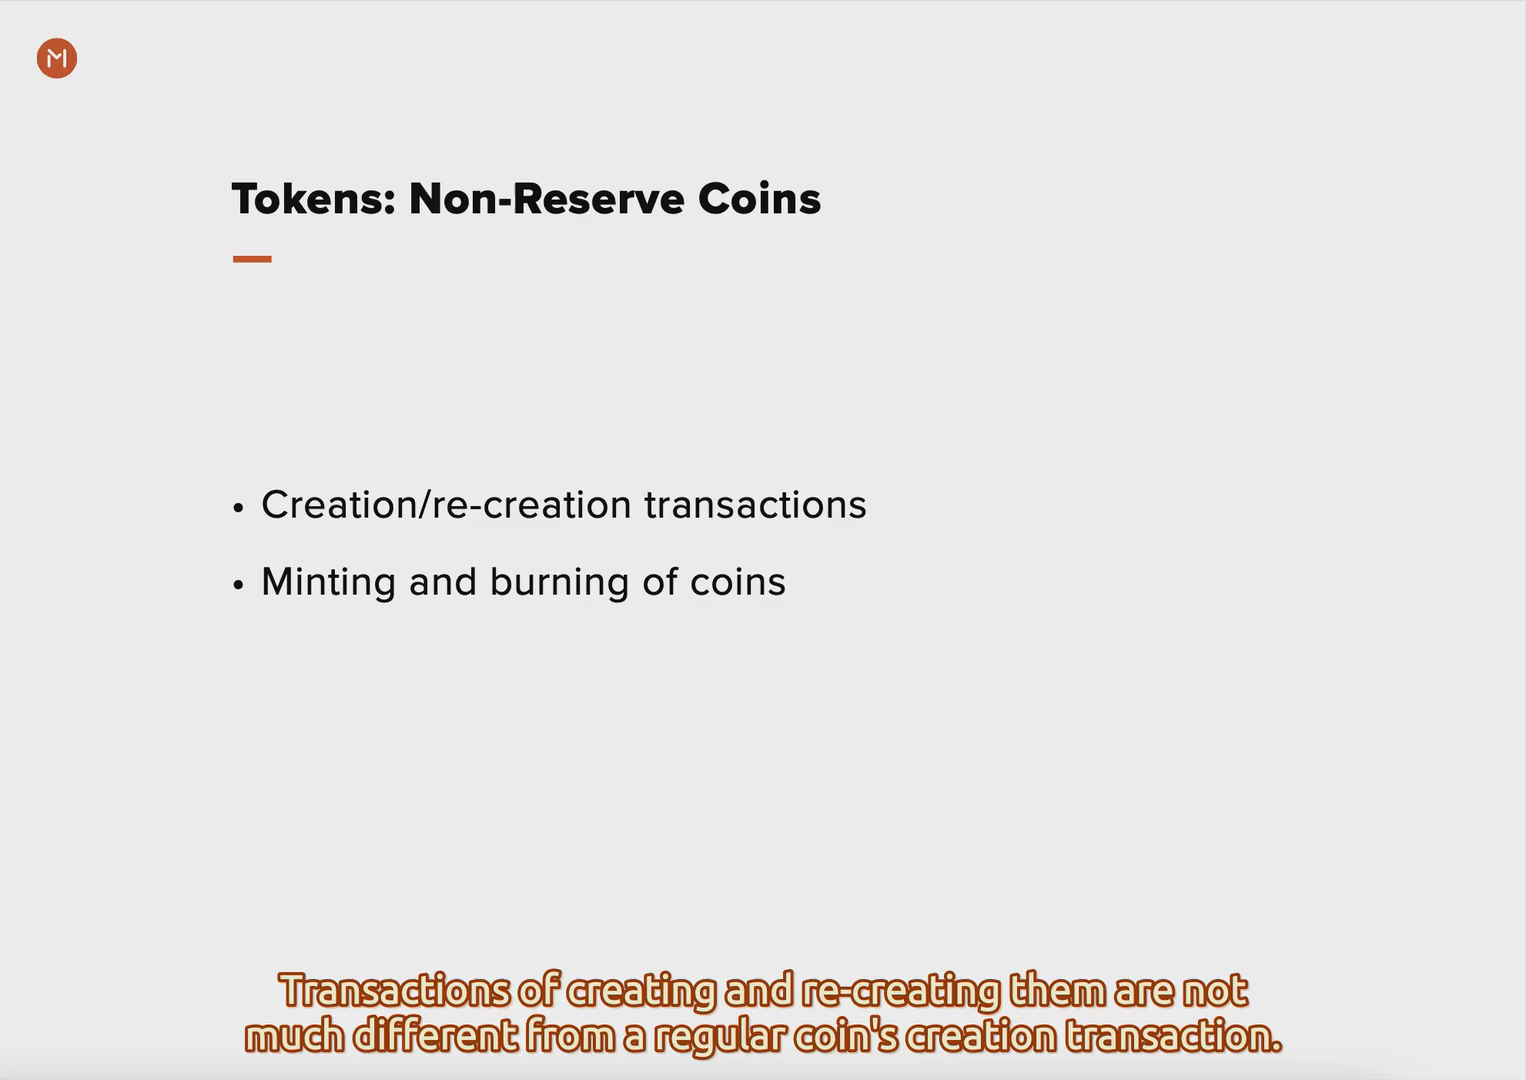 Tokens: Non-Reserve Coins
• Creation/re-creation transactions
• Minting and burning of coins
Transactions of creating and re-creating them are not
much different from a regular coin's creation transaction.